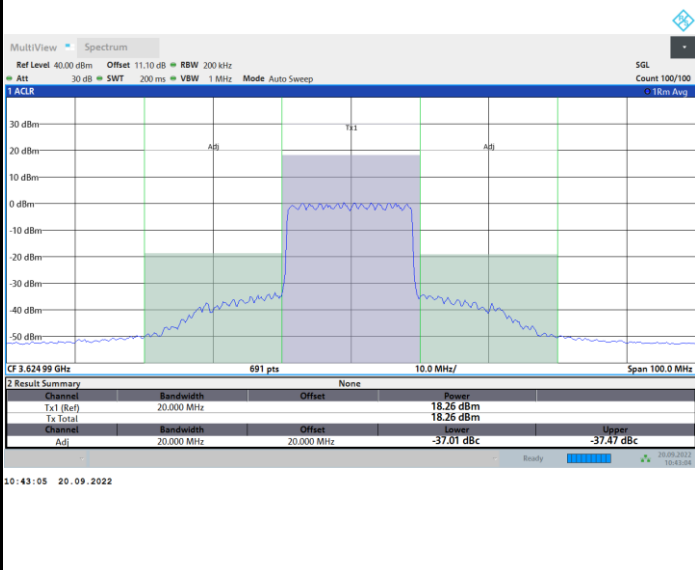 MultiView Spectrum
Ref Level 40.00 dBm Offset 11.10 dB RBW 200 kHz SGL
Att 30 dB SWT 200 ms VBW 1 MHz Mode Auto Sweep Count 100/100
1 ACLR 1Rm Avg
30 dBm
Tx1
20 dBm Adj Adj
10 dBm
0 dBm
-10 dBm
-20 dBm
-30 dBm
-40 dBm
-50 dBm
CF 3.624 99 GHz 691 pts 10.0 MHz/ Span 100.0 MHz
2 Result Summary None
Channel Bandwidth Offset Power
Tx1 (Ref) 20.000 MHz 18.26 dBm
Tx Total 18.26 dBm
Channel Bandwidth Offset Lower Upper
Adj 20.000 MHz 20.000 MHz -37.01 dBc -37.47 dBc
Ready 20.09.2022
10:43:04
10:43:05 20.09.2022